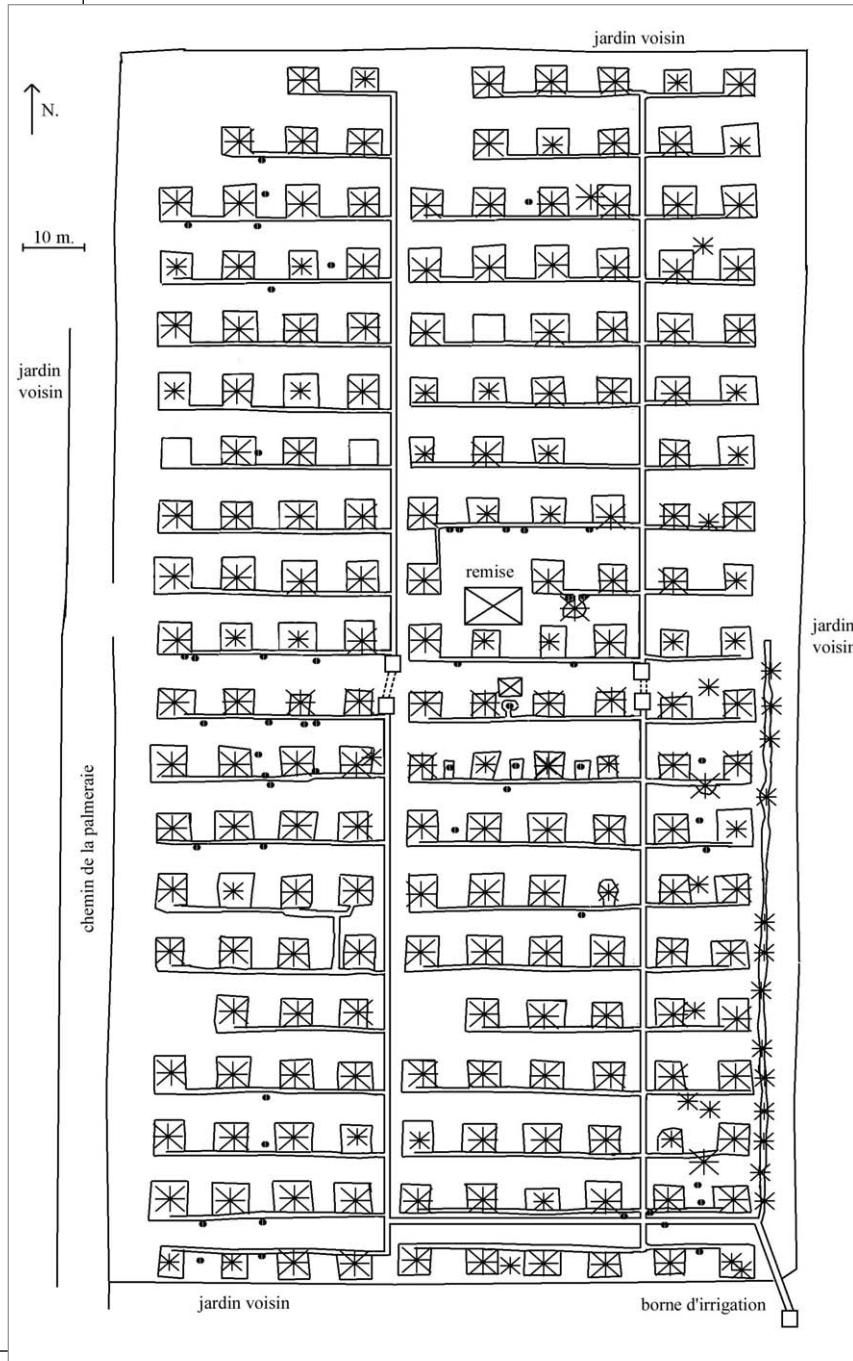 jardin voisin
N.
10 m.
jardin
voisin
remise
jardin
voisin
chemin de la palmeraie
jardin voisin
borne d'irrigation